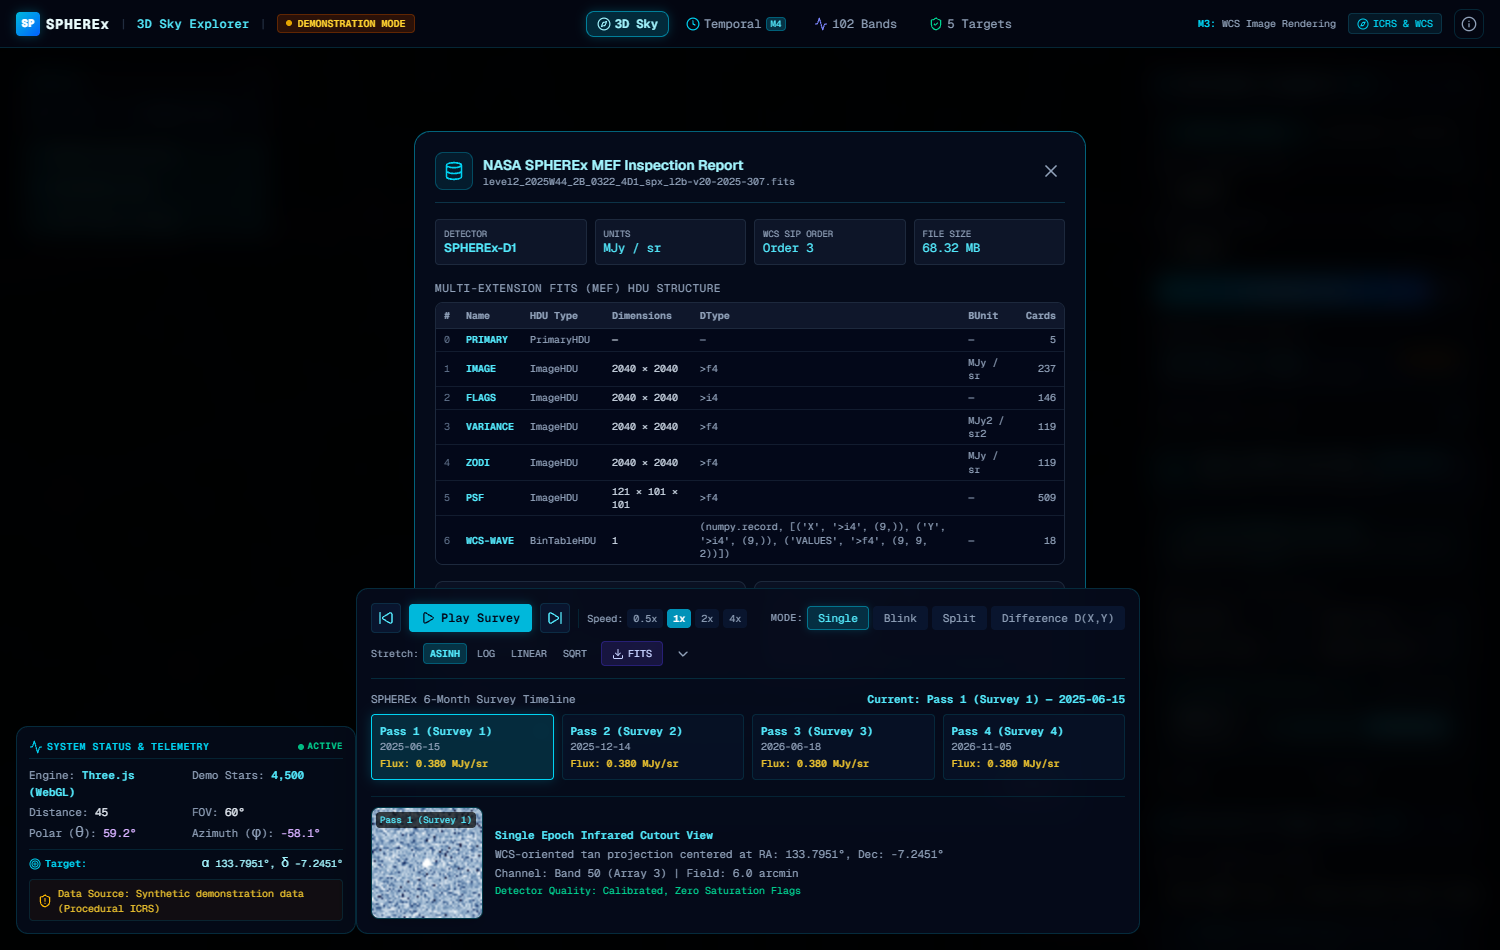 SP SPHEREx | 3D Sky Explorer | DEMONSTRATION MODE
3D Sky Temporal M4 102 Bands 5 Targets
M3: WCS Image Rendering ICRS & WCS
NASA SPHEREx MEF Inspection Report
level2_2025W44_2B_0322_4D1_spx_l2b-v20-2025-307.fits
DETECTOR
SPHEREx-D1
UNITS
MJy / sr
WCS SIP ORDER
Order 3
FILE SIZE
68.32 MB
MULTI-EXTENSION FITS (MEF) HDU STRUCTURE
# Name HDU Type Dimensions DType BUnit Cards
0 PRIMARY PrimaryHDU — — — 5
1 IMAGE ImageHDU 2040 × 2040 >f4 MJy / sr 237
2 FLAGS ImageHDU 2040 × 2040 >i4 — 146
3 VARIANCE ImageHDU 2040 × 2040 >f4 MJy2 / sr2 119
4 ZODI ImageHDU 2040 × 2040 >f4 MJy / sr 119
5 PSF ImageHDU 121 × 101 × 101 >f4 — 509
6 WCS-WAVE BinTableHDU 1 (numpy.record, [('X', '>i4', (9,)), ('Y', '>i4', (9,)), ('VALUES', '>f4', (9, 9, 2))]) — 18
Play Survey Speed: 0.5x 1x 2x 4x MODE: Single Blink Split Difference D(X,Y)
Stretch: ASINH LOG LINEAR SQRT FITS
SPHEREx 6-Month Survey Timeline
Current: Pass 1 (Survey 1) — 2025-06-15
Pass 1 (Survey 1)
2025-06-15
Flux: 0.380 MJy/sr
Pass 2 (Survey 2)
2025-12-14
Flux: 0.380 MJy/sr
Pass 3 (Survey 3)
2026-06-18
Flux: 0.380 MJy/sr
Pass 4 (Survey 4)
2026-11-05
Flux: 0.380 MJy/sr
Pass 1 (Survey 1)
Single Epoch Infrared Cutout View
WCS-oriented tan projection centered at RA: 133.7951°, Dec: -7.2451°
Channel: Band 50 (Array 3) | Field: 6.0 arcmin
Detector Quality: Calibrated, Zero Saturation Flags
SYSTEM STATUS & TELEMETRY ACTIVE
Engine: Three.js (WebGL)
Demo Stars: 4,500
Distance: 45
FOV: 60°
Polar (θ): 59.2°
Azimuth (φ): -58.1°
Target: α 133.7951°, δ -7.2451°
Data Source: Synthetic demonstration data
(Procedural ICRS)